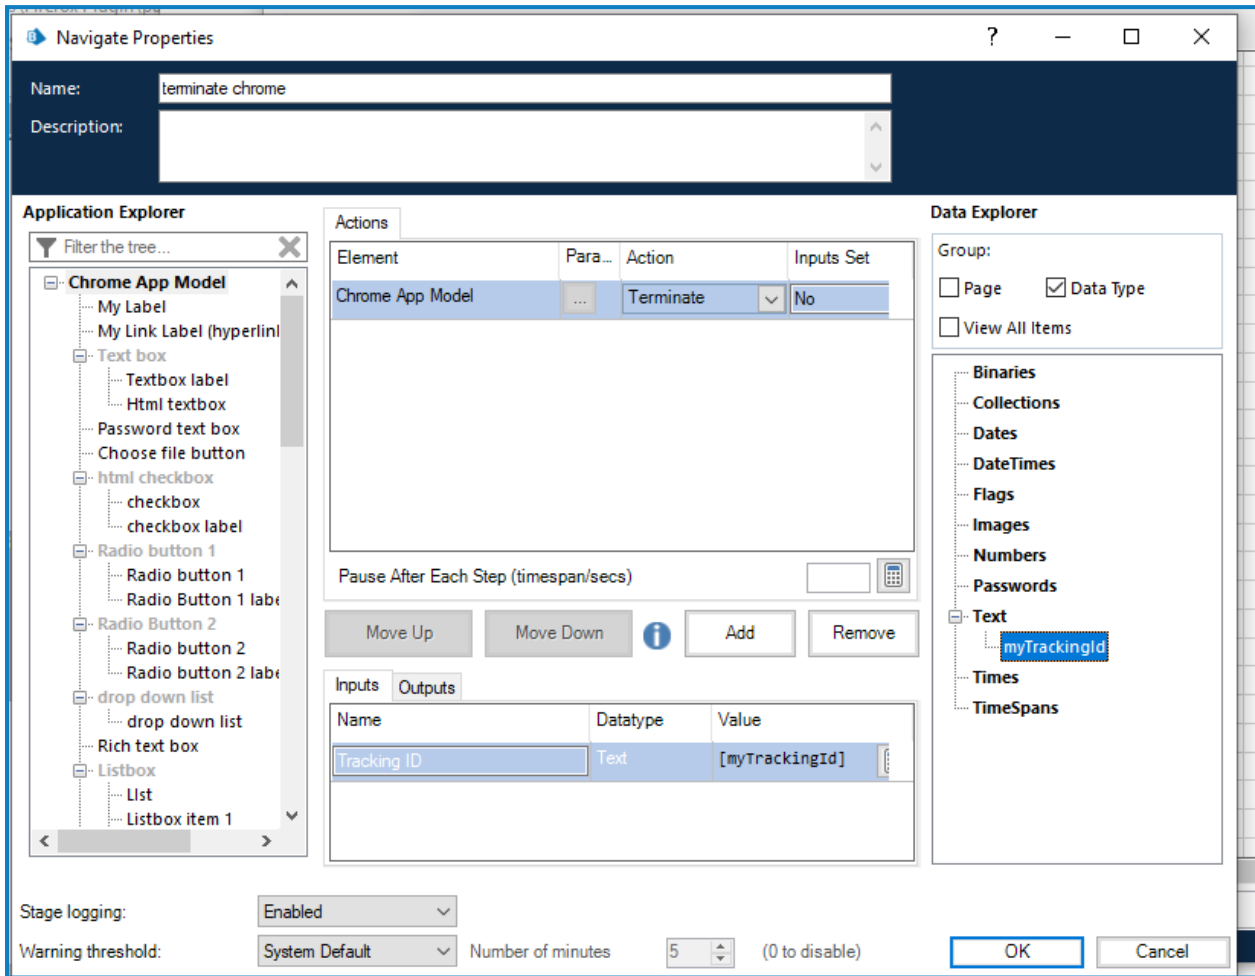 Navigate Properties
?
Name:
terminate chrome
Description:
Application Explorer
Filter the tree...
Chrome App Model
My Label
My Link Label (hyperlinl
Text box
Textbox label
Html textbox
Password text box
Choose file button
html checkbox
checkbox
checkbox label
Radio button 1
Radio button 1
Radio Button 1 labe
Radio Button 2
Radio button 2
Radio button 2 labe
drop down list
drop down list
Rich text box
Listbox
LIst
Listbox item 1
Actions
Element Para... Action Inputs Set
Chrome App Model ... Terminate No
Pause After Each Step (timespan/secs)
Move Up Move Down i Add Remove
Inputs Outputs
Name Datatype Value
Tracking ID Text [myTrackingId]
Data Explorer
Group:
Page Data Type
View All Items
Binaries
Collections
Dates
DateTimes
Flags
Images
Numbers
Passwords
Text
myTrackingId
Times
TimeSpans
Stage logging: Enabled
Warning threshold: System Default Number of minutes 5 (0 to disable)
OK Cancel